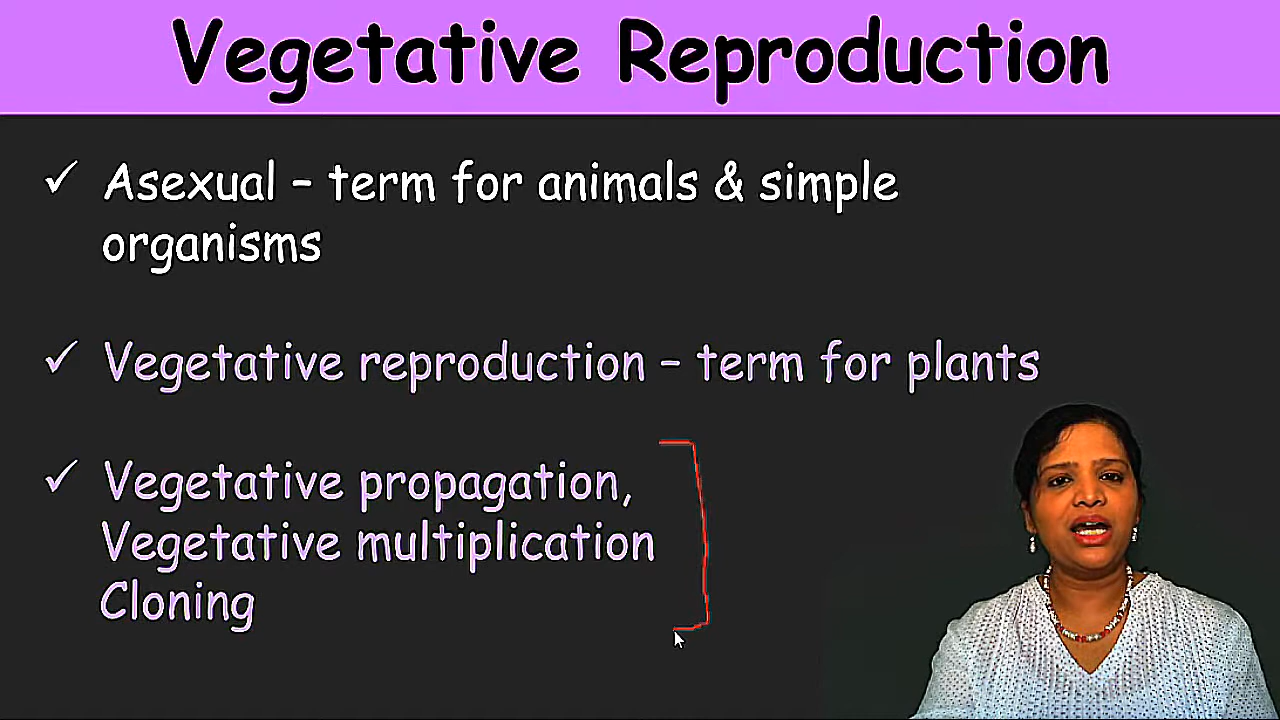 Vegetative Reproduction
✓ Asexual – term for animals & simple
organisms
✓ Vegetative reproduction – term for plants
✓ Vegetative propagation,
Vegetative multiplication
Cloning